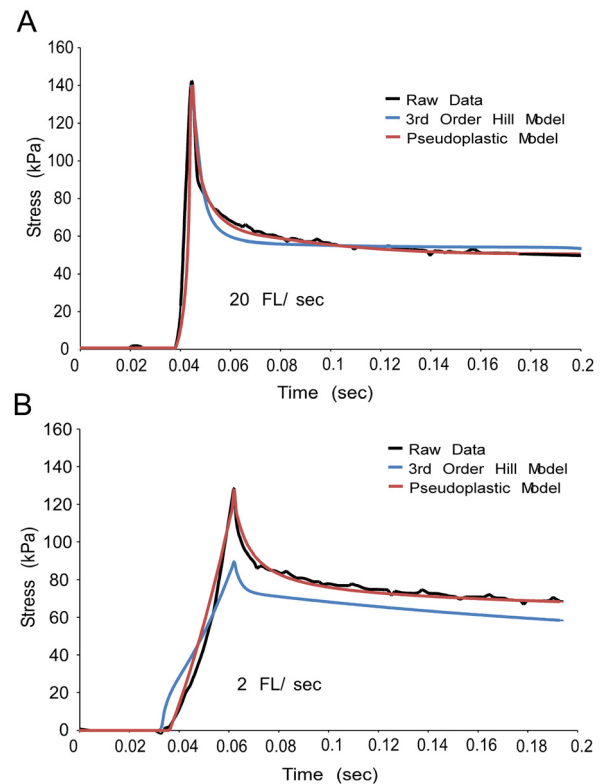 A
160
140
120
100
80
60
40
20
0
Stress (kPa)
Raw Data
3rd Order Hill Model
Pseudoplastic Model
20 FL/ sec
0 0.02 0.04 0.06 0.08 0.1 0.12 0.14 0.16 0.18 0.2
Time (sec)
B
160
140
120
100
80
60
40
20
0
Stress (kPa)
Raw Data
3rd Order Hill Model
Pseudoplastic Model
2 FL/ sec
0 0.02 0.04 0.06 0.08 0.1 0.12 0.14 0.16 0.18 0.2
Time (sec)